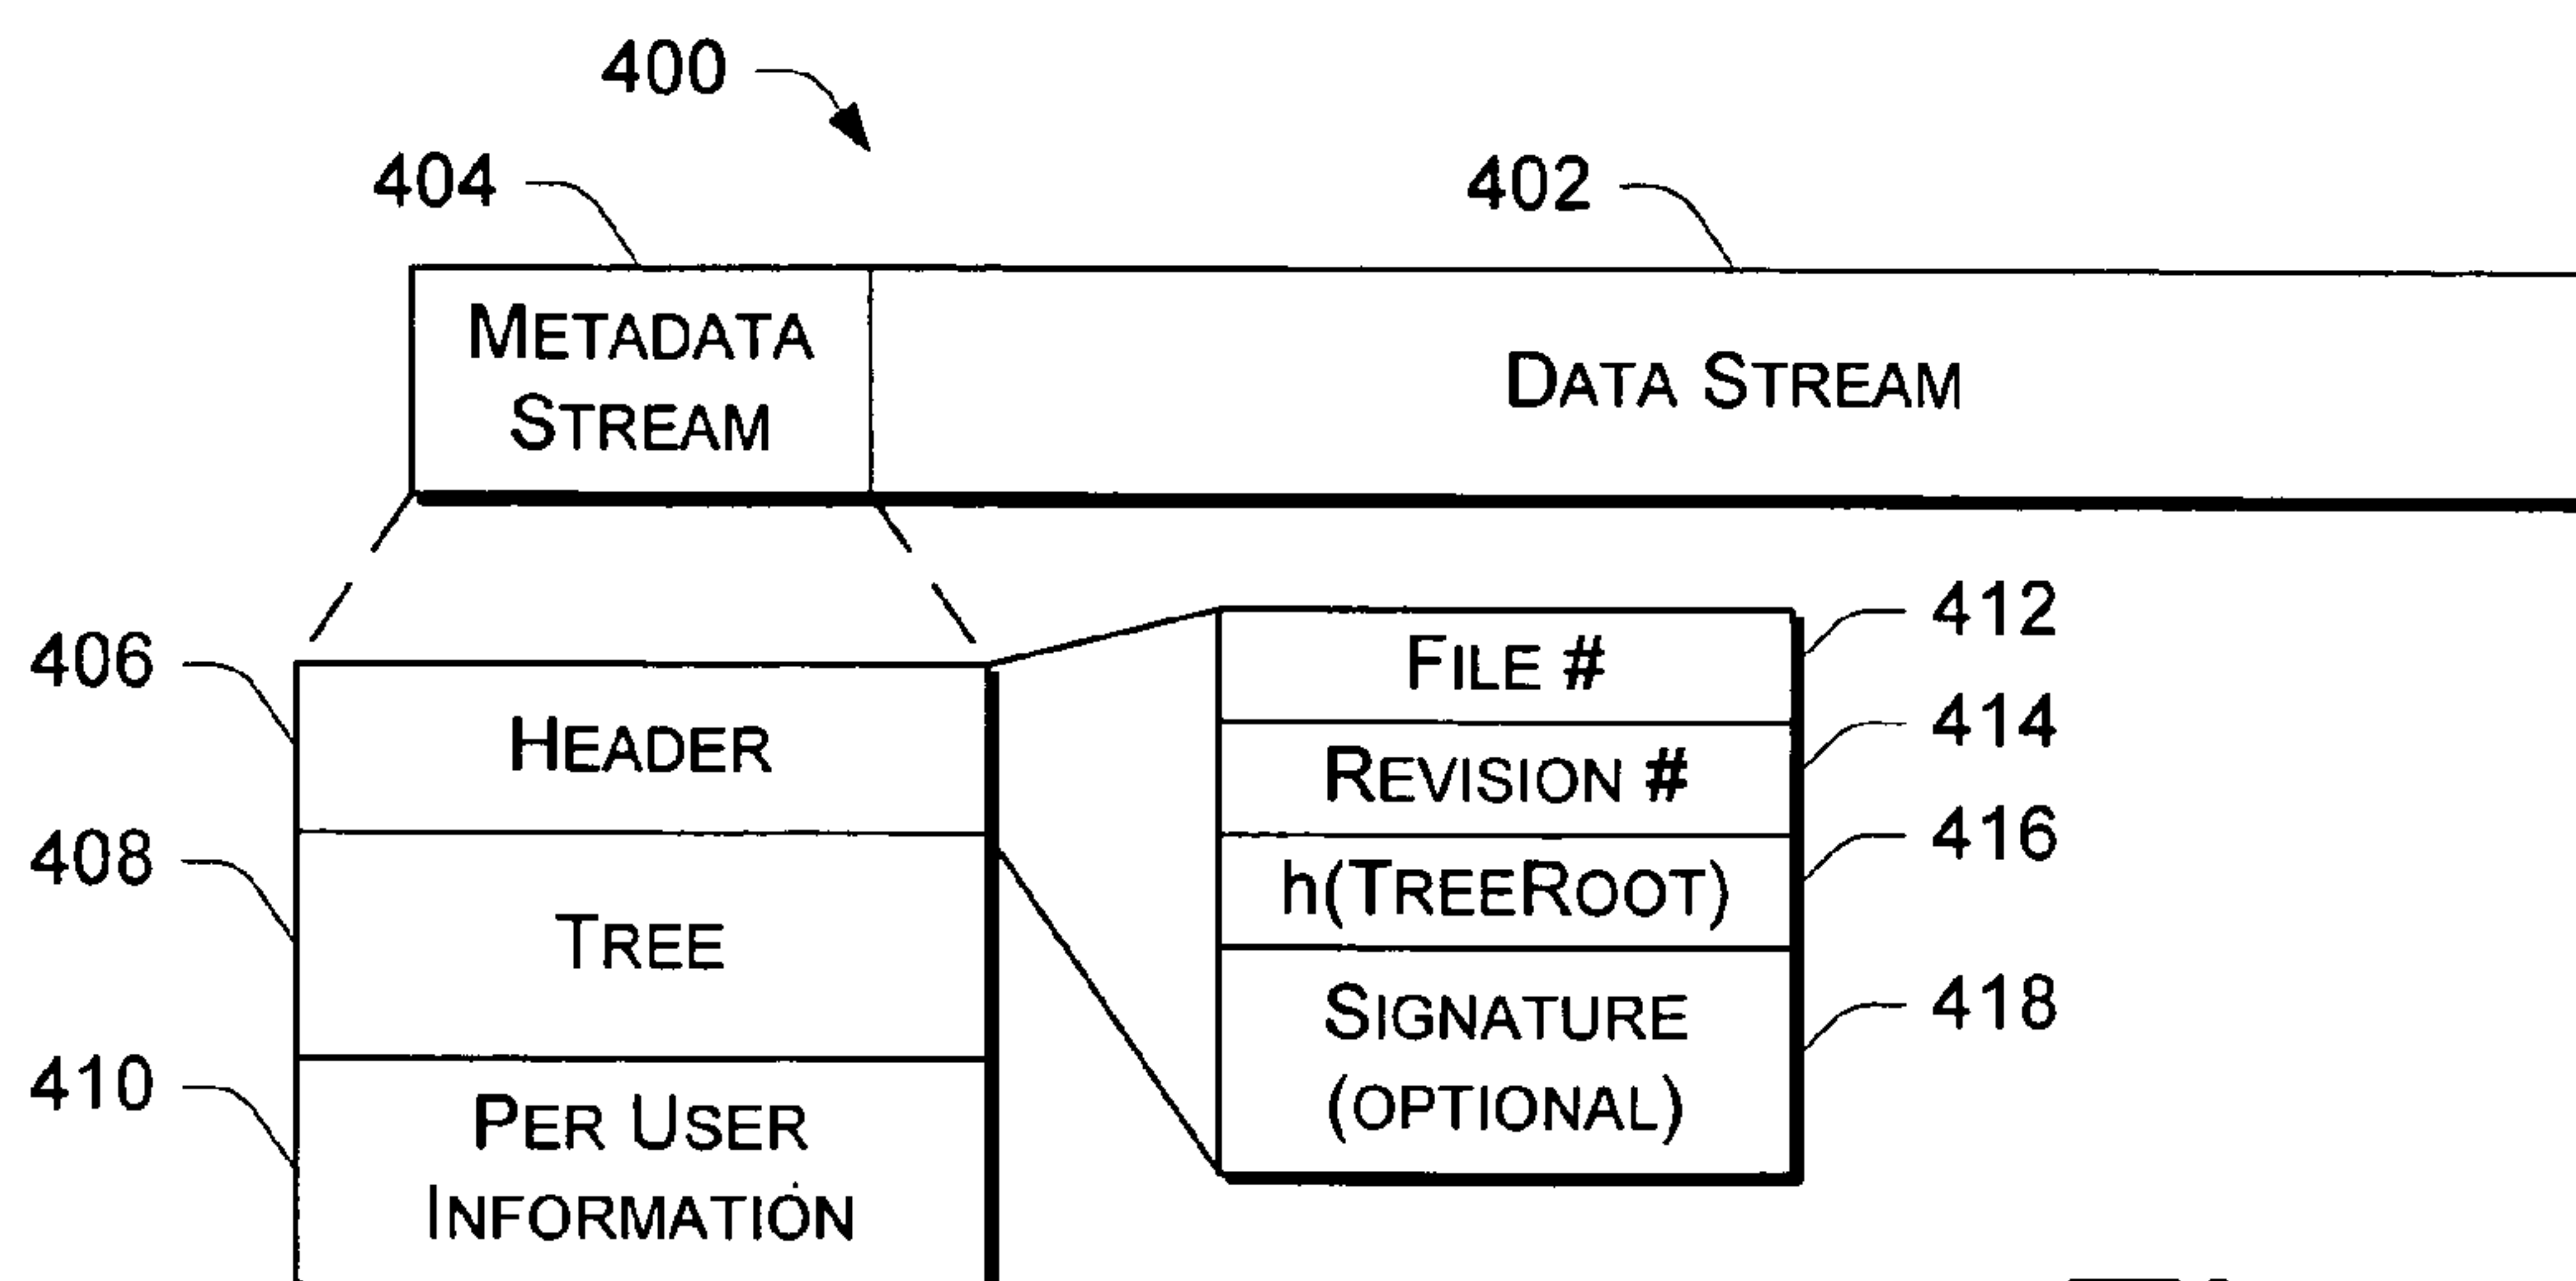 400
404
402
METADATA
STREAM
DATA STREAM
406
HEADER
408
TREE
410
PER USER
INFORMATION
FILE #
412
REVISION #
414
h(TREEROOT)
416
SIGNATURE
(OPTIONAL)
418